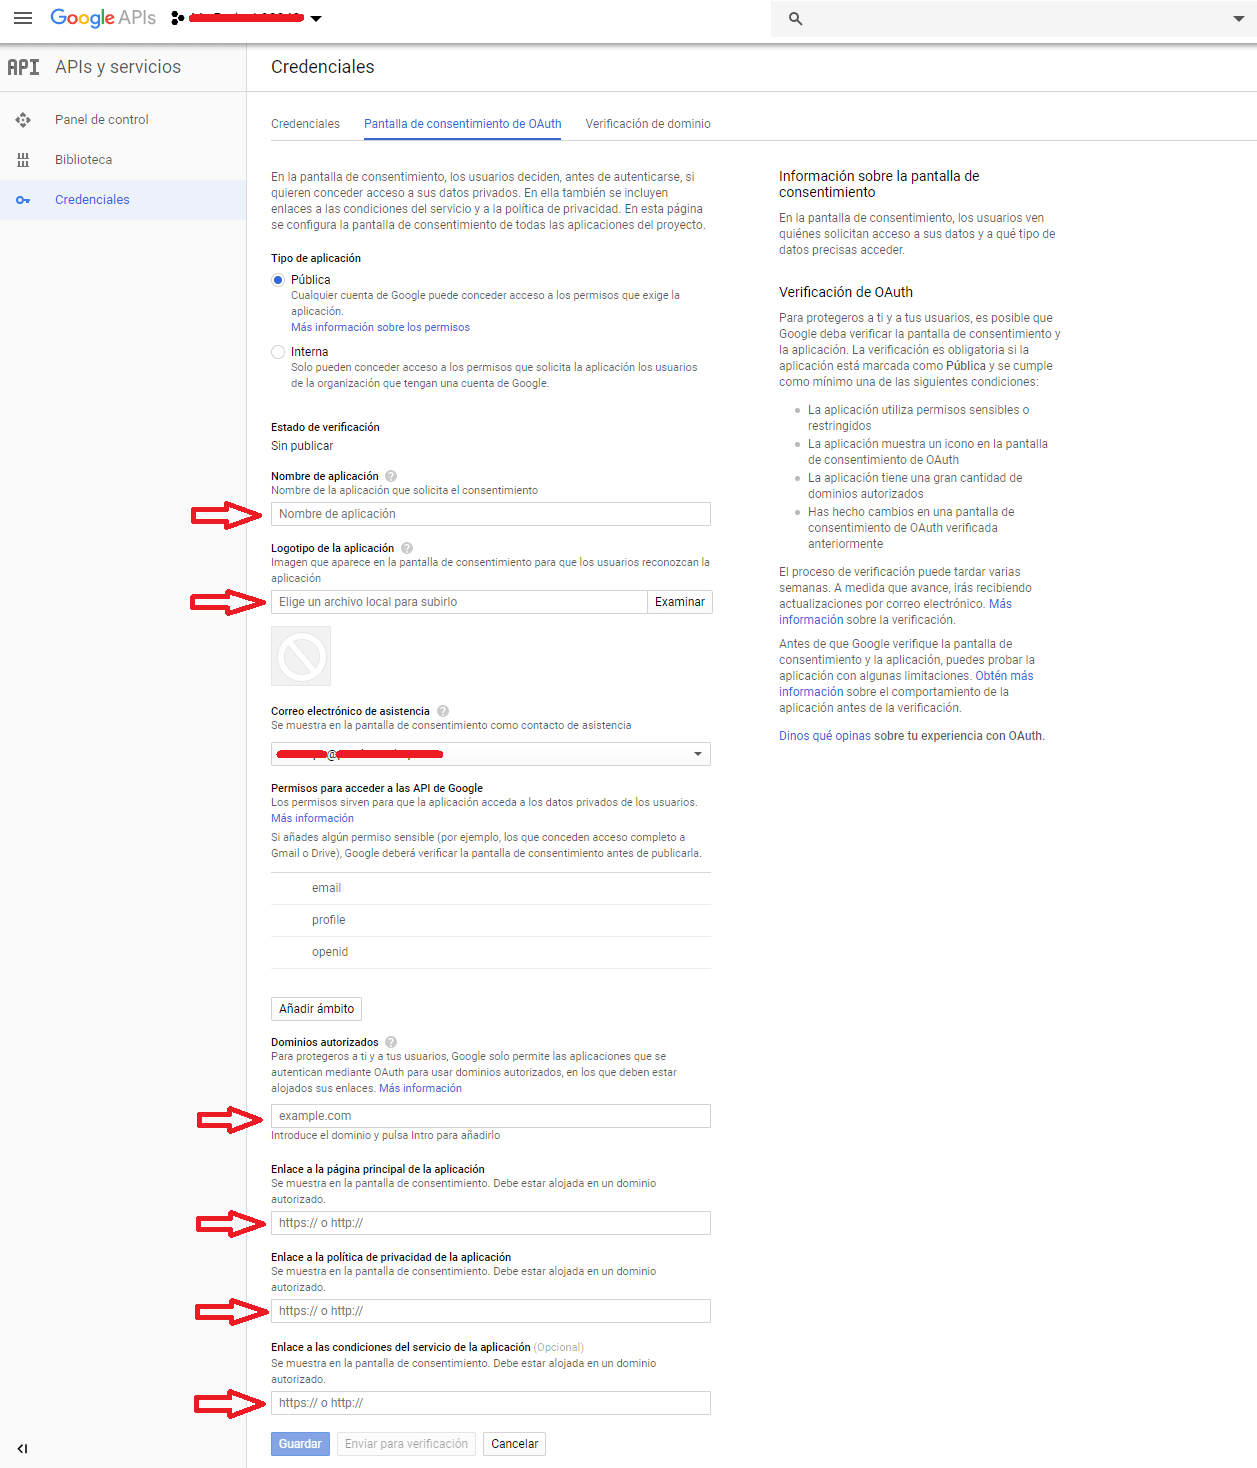 Google APIs
API APIs y servicios
Credenciales
Panel de control
Biblioteca
Credenciales
Credenciales Pantalla de consentimiento de OAuth Verificación de dominio
En la pantalla de consentimiento, los usuarios deciden, antes de autenticarse, si
quieren conceder acceso a sus datos privados. En ella también se incluyen
enlaces a las condiciones del servicio y a la política de privacidad. En esta página
se configura la pantalla de consentimiento de todas las aplicaciones del proyecto.
Tipo de aplicación
Pública
Cualquier cuenta de Google puede conceder acceso a los permisos que exige la
aplicación.
Más información sobre los permisos
Interna
Solo pueden conceder acceso a los permisos que solicita la aplicación los usuarios
de la organización que tengan una cuenta de Google.
Estado de verificación
Sin publicar
Nombre de aplicación ?
Nombre de la aplicación que solicita el consentimiento
Nombre de aplicación
Logotipo de la aplicación ?
Imagen que aparece en la pantalla de consentimiento para que los usuarios reconozcan la
aplicación
Elige un archivo local para subirlo Examinar
Correo electrónico de asistencia ?
Se muestra en la pantalla de consentimiento como contacto de asistencia
@
Permisos para acceder a las API de Google
Los permisos sirven para que la aplicación acceda a los datos privados de los usuarios.
Más información
Si añades algún permiso sensible (por ejemplo, los que conceden acceso completo a
Gmail o Drive), Google deberá verificar la pantalla de consentimiento antes de publicarla.
email
profile
openid
Añadir ámbito
Dominios autorizados ?
Para protegeros a ti y a tus usuarios, Google solo permite las aplicaciones que se
autentican mediante OAuth para usar dominios autorizados, en los que deben estar
alojados sus enlaces. Más información
example.com
Introduce el dominio y pulsa Intro para añadirlo
Enlace a la página principal de la aplicación
Se muestra en la pantalla de consentimiento. Debe estar alojada en un dominio
autorizado.
https:// o http://
Enlace a la política de privacidad de la aplicación
Se muestra en la pantalla de consentimiento. Debe estar alojada en un dominio
autorizado.
https:// o http://
Enlace a las condiciones del servicio de la aplicación (Opcional)
Se muestra en la pantalla de consentimiento. Debe estar alojada en un dominio
autorizado.
https:// o http://
Guardar Enviar para verificación Cancelar
Información sobre la pantalla de
consentimiento
En la pantalla de consentimiento, los usuarios ven
quiénes solicitan acceso a sus datos y a qué tipo de
datos precisas acceder.
Verificación de OAuth
Para protegeros a ti y a tus usuarios, es posible que
Google deba verificar la pantalla de consentimiento y
la aplicación. La verificación es obligatoria si la
aplicación está marcada como Pública y se cumple
como mínimo una de las siguientes condiciones:
La aplicación utiliza permisos sensibles o
restringidos
La aplicación muestra un icono en la pantalla
de consentimiento de OAuth
La aplicación tiene una gran cantidad de
dominios autorizados
Has hecho cambios en una pantalla de
consentimiento de OAuth verificada
anteriormente
El proceso de verificación puede tardar varias
semanas. A medida que avance, irás recibiendo
actualizaciones por correo electrónico. Más
información sobre la verificación.
Antes de que Google verifique la pantalla de
consentimiento y la aplicación, puedes probar la
aplicación con algunas limitaciones. Obtén más
información sobre el comportamiento de la
aplicación antes de la verificación.
Dinos qué opinas sobre tu experiencia con OAuth.